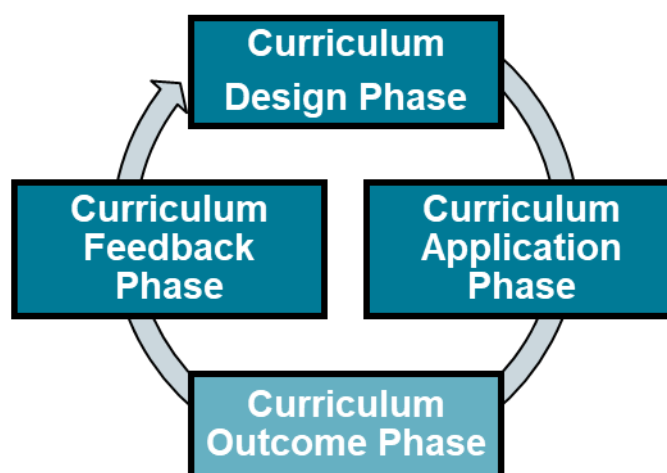 Curriculum
Design Phase
Curriculum
Feedback
Phase
Curriculum
Application
Phase
Curriculum
Outcome Phase